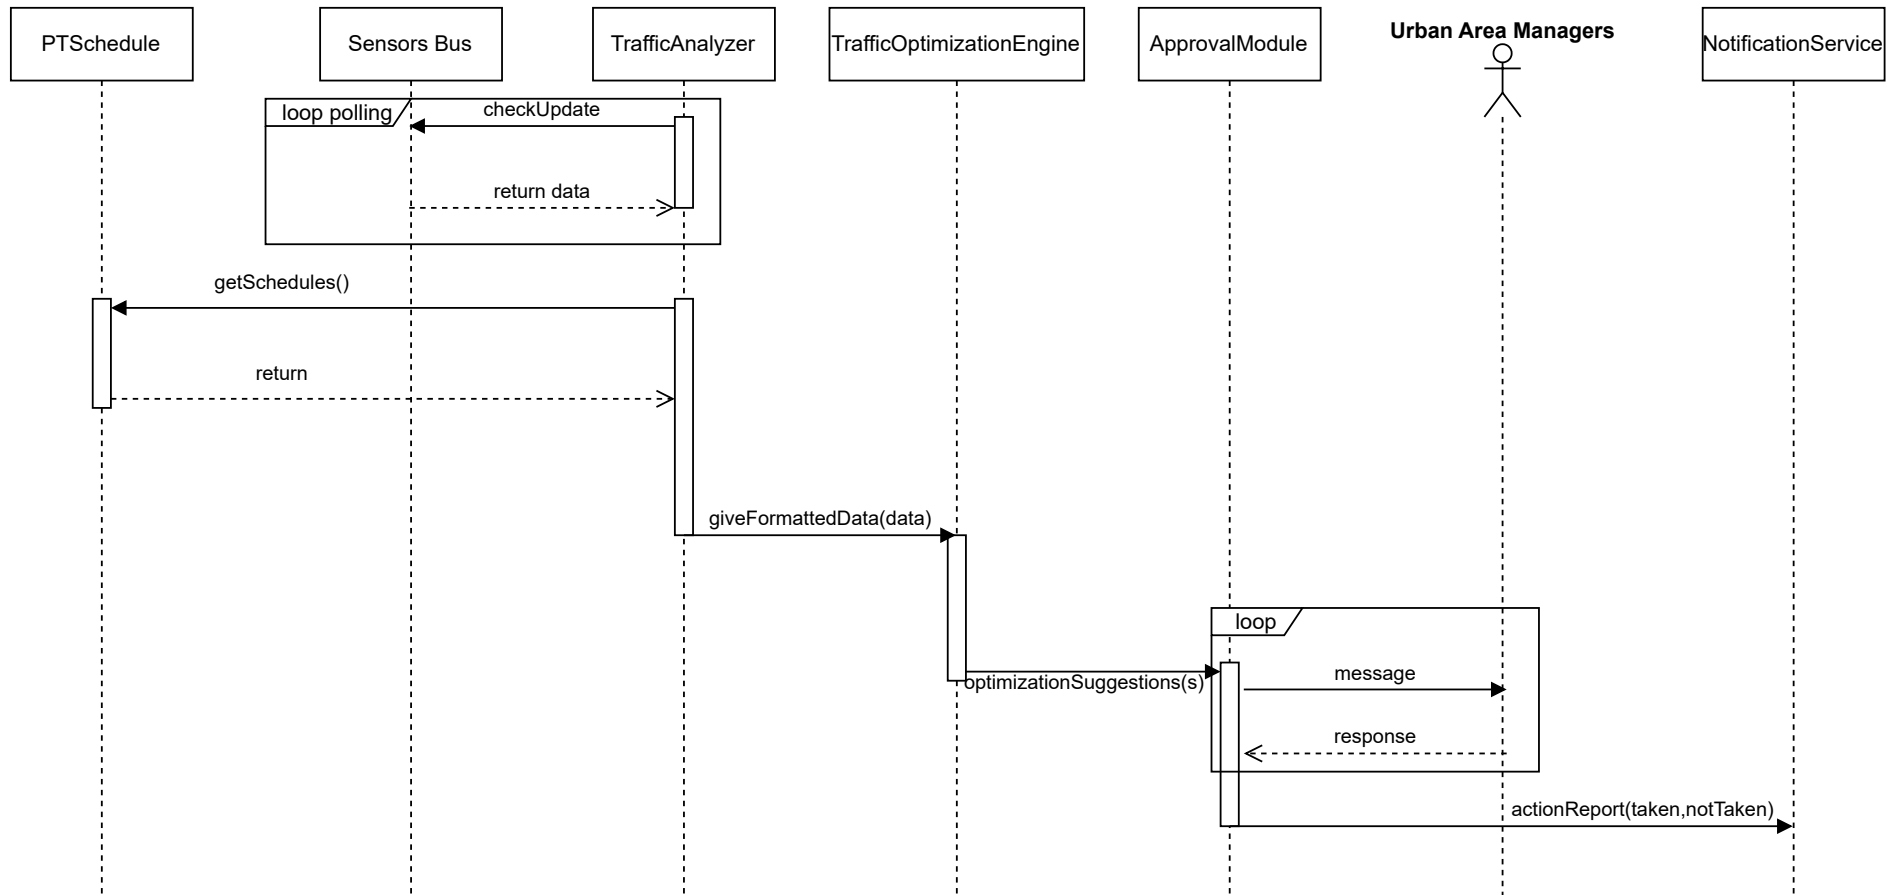 PTSchedule
Sensors Bus
TrafficAnalyzer
TrafficOptimizationEngine
ApprovalModule
Urban Area Managers
NotificationService
loop polling
checkUpdate
return data
getSchedules()
return
giveFormattedData(data)
loop
optimizationSuggestions(s)
message
response
actionReport(taken,notTaken)